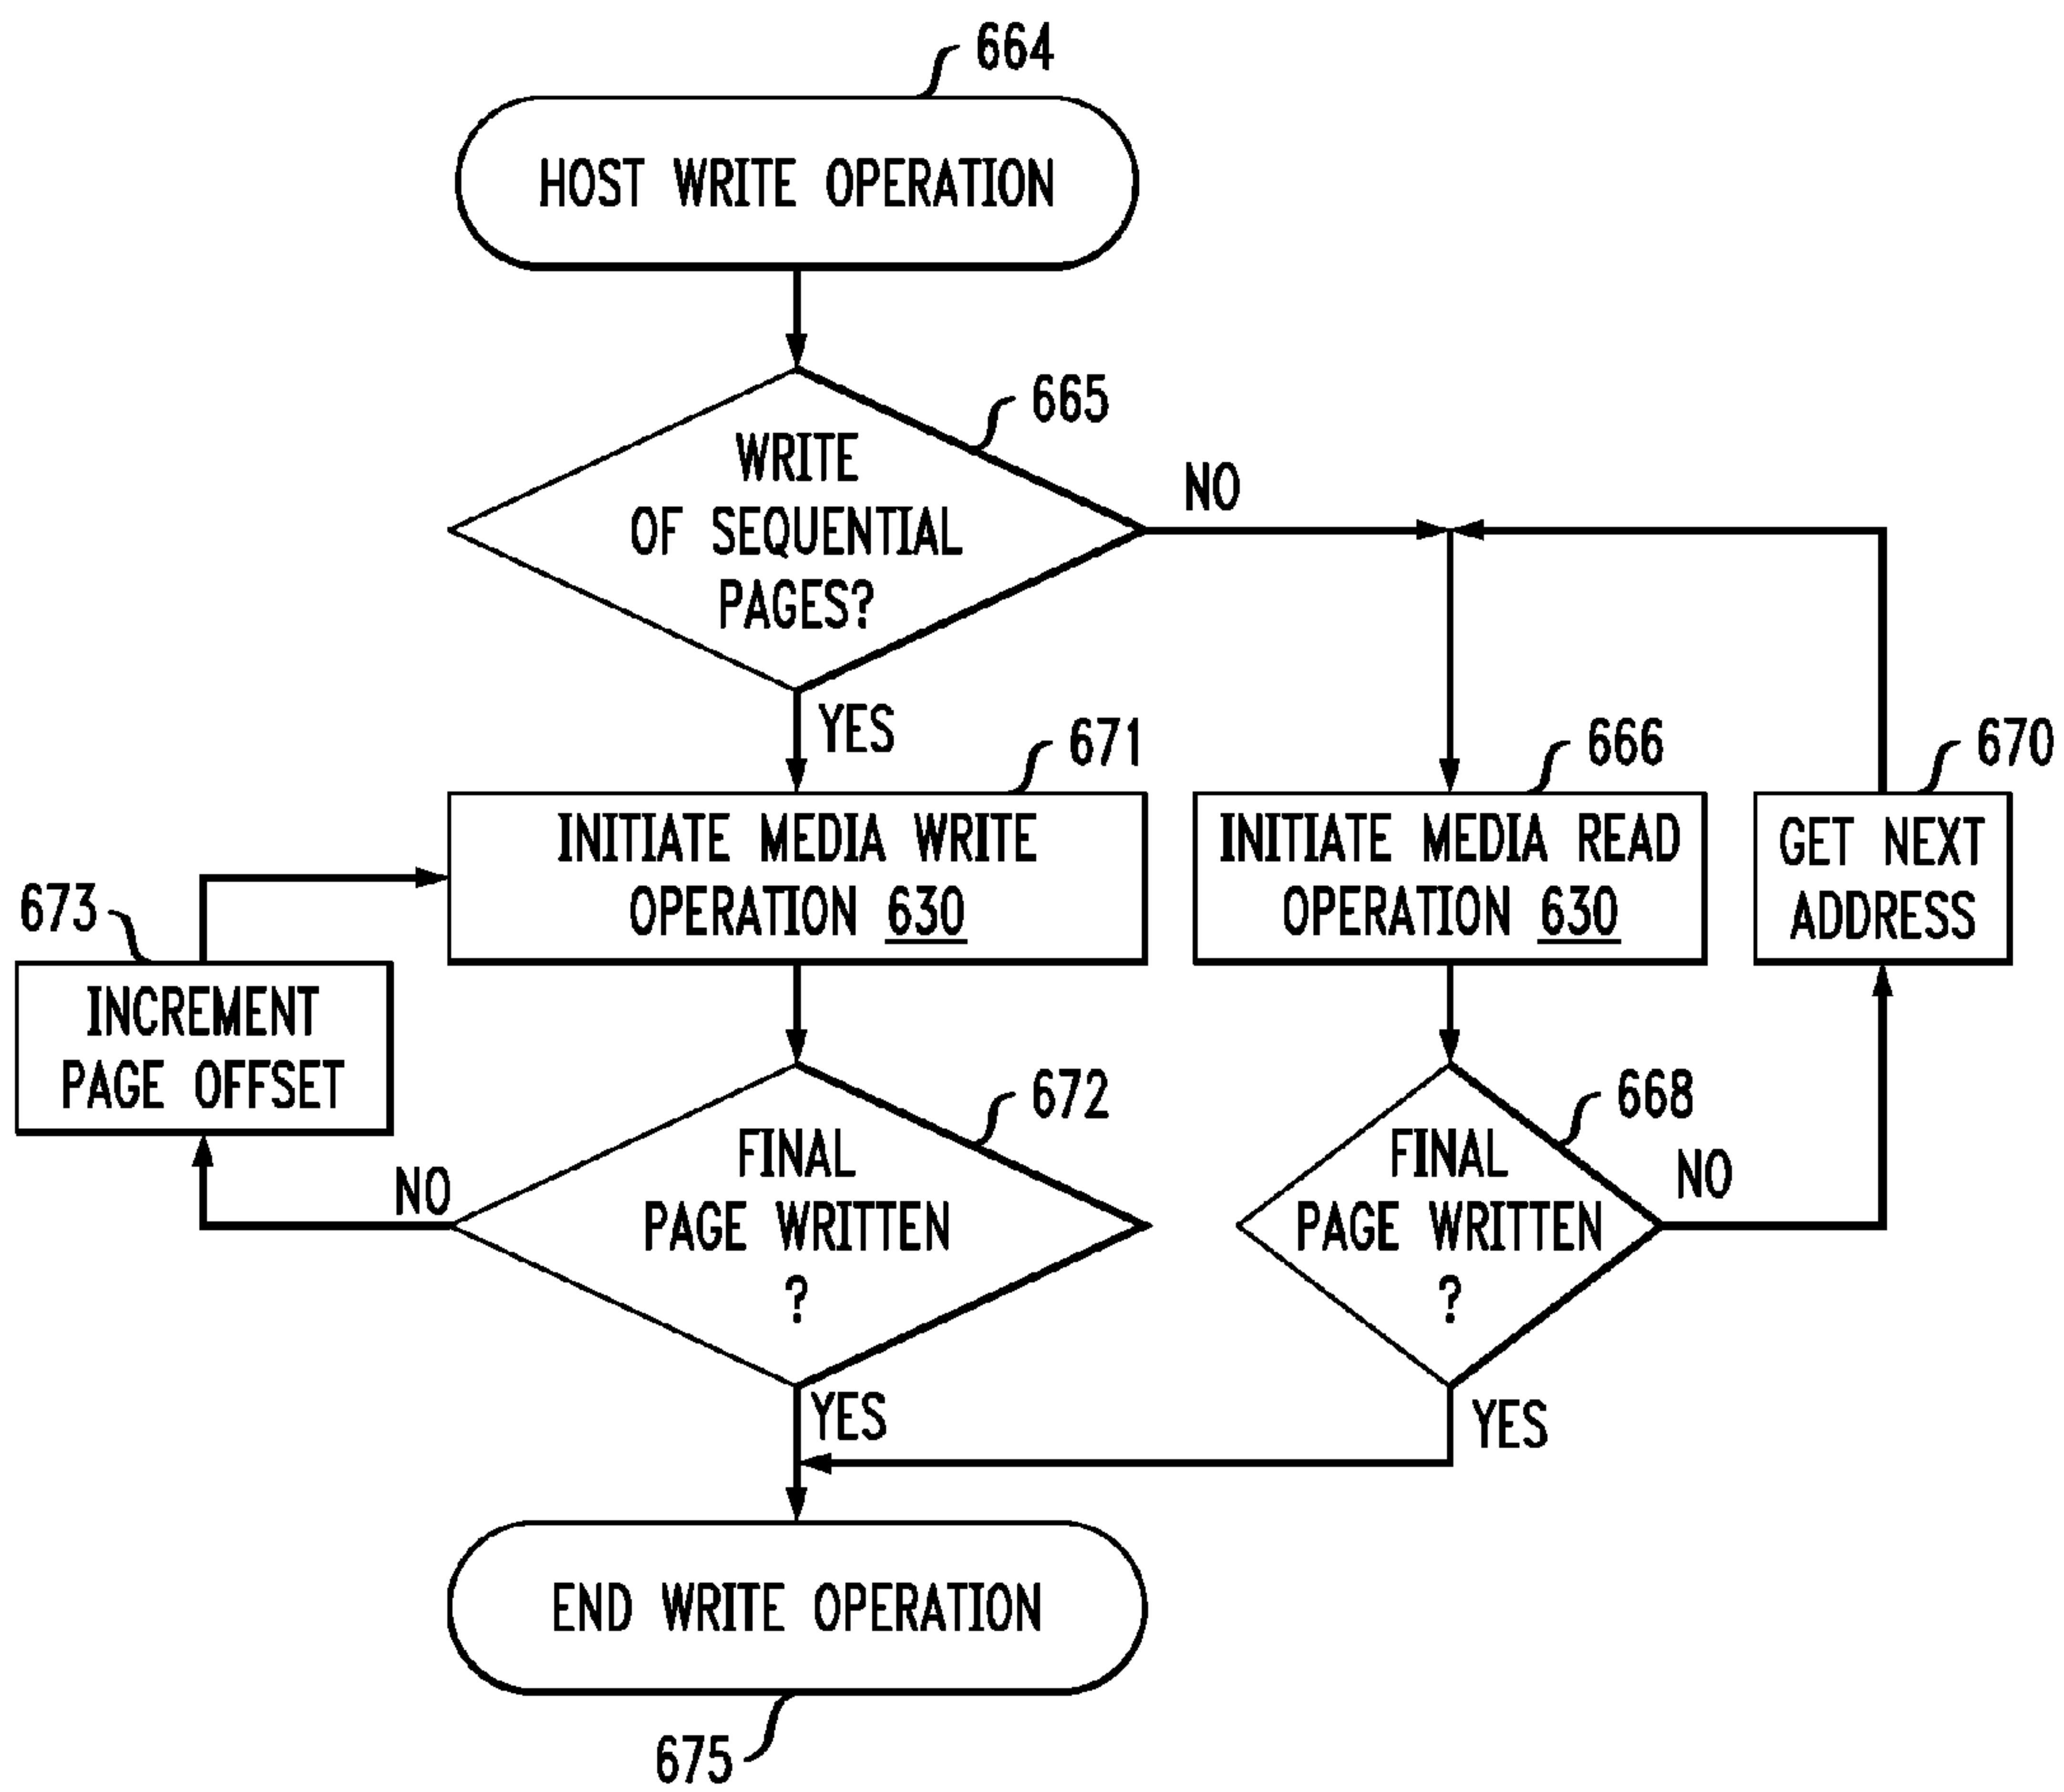 664
HOST WRITE OPERATION
665
WRITE
OF SEQUENTIAL
PAGES?
NO
YES
671
INITIATE MEDIA WRITE
OPERATION 630
666
INITIATE MEDIA READ
OPERATION 630
670
GET NEXT
ADDRESS
673
INCREMENT
PAGE OFFSET
672
FINAL
PAGE WRITTEN
?
NO
YES
668
FINAL
PAGE WRITTEN
?
NO
YES
END WRITE OPERATION
675